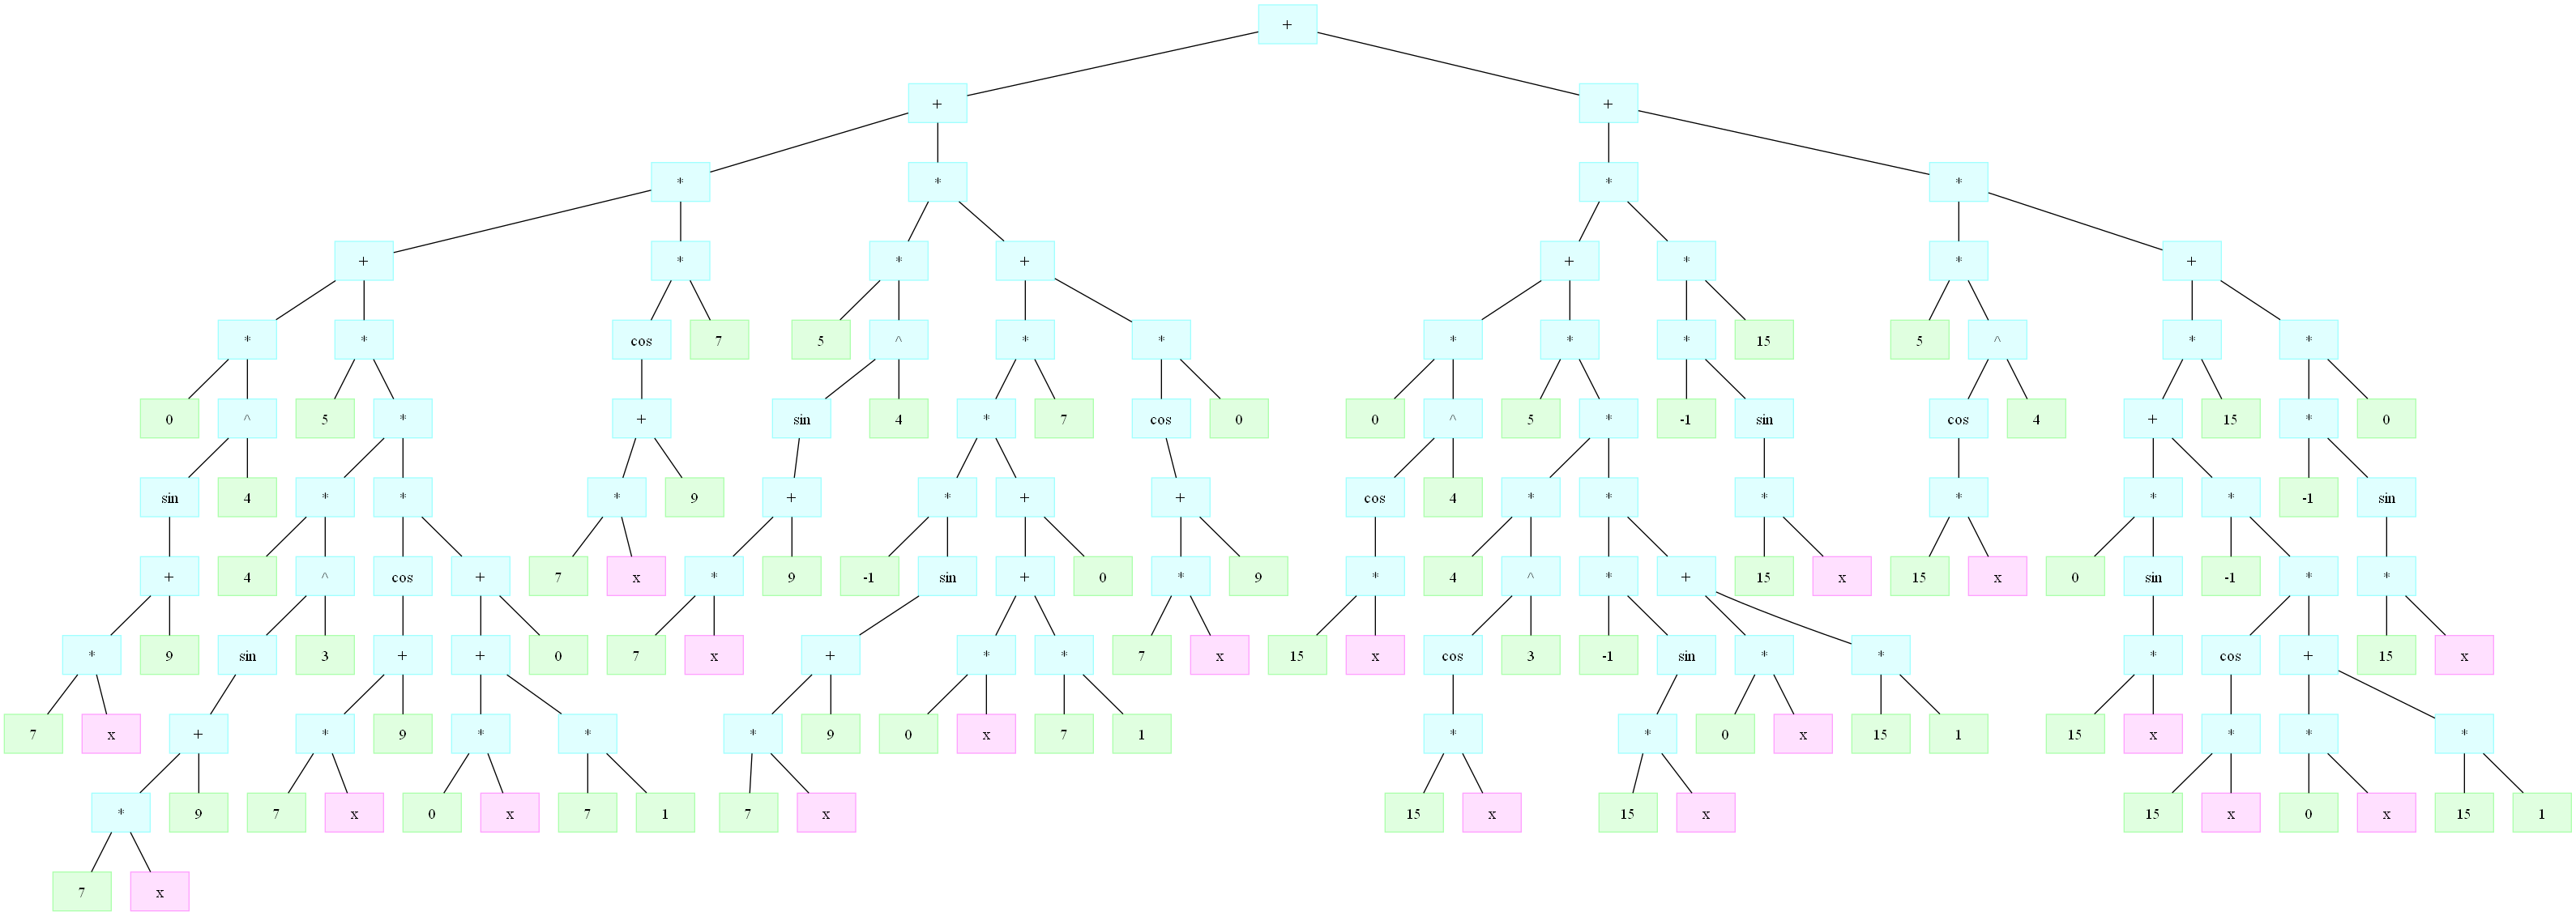 +
+ +
* * * *
+ * * + + * * +
* * cos 7 5 ^ * * * * * 15 5 ^ * *
0 ^ 5 * + sin 4 * 7 cos 0 0 ^ 5 * -1 sin cos 4 + 15 * 0
sin 4 * * * 9 + * + + cos 4 * * * * * * -1 sin
+ 4 ^ cos + 7 x * 9 -1 sin + 0 * 9 * 4 ^ * + 15 x 15 x 0 sin -1 * *
* 9 sin 3 + + 0 7 x + * * 7 x 15 x cos 3 -1 sin * * * cos + 15 x
7 x + * 9 * * * 9 0 x 7 1 * * 0 x 15 1 15 x * * *
* 9 7 x 0 x 7 1 7 x 15 x 15 x 15 x 0 x 15 1
7 x